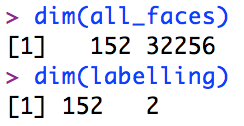 > dim(all_faces)
[1]   152 32256
> dim(labelling)
[1] 152   2